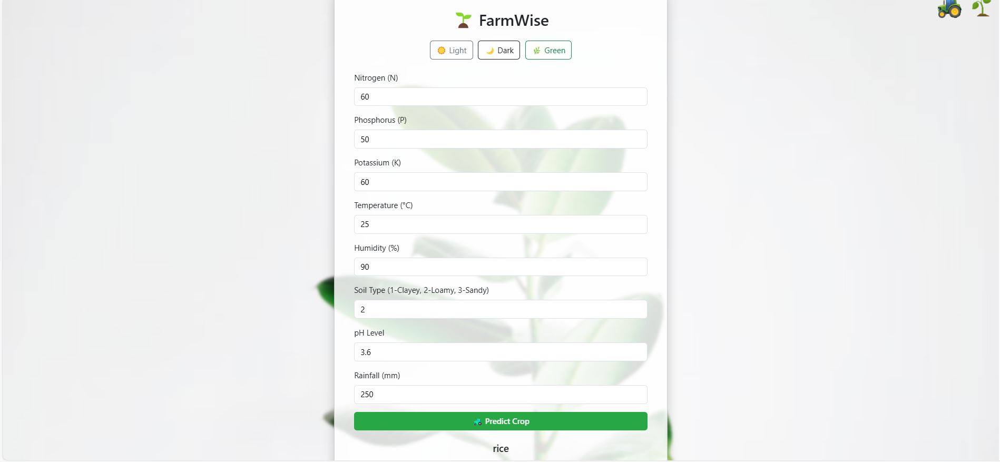 FarmWise
Light Dark Green
Nitrogen (N)
60
Phosphorus (P)
50
Potassium (K)
60
Temperature (°C)
25
Humidity (%)
90
Soil Type (1-Clayey, 2-Loamy, 3-Sandy)
2
pH Level
3.6
Rainfall (mm)
250
Predict Crop
rice